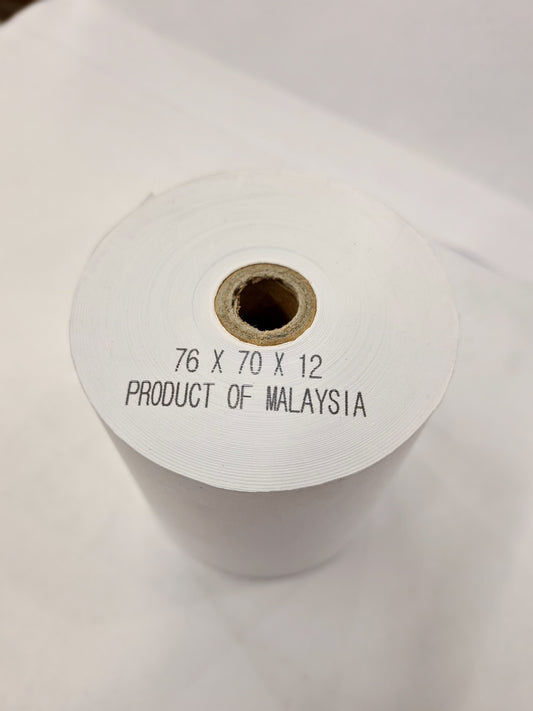 76 X 70 X 12
PRODUCT OF MALAYSIA